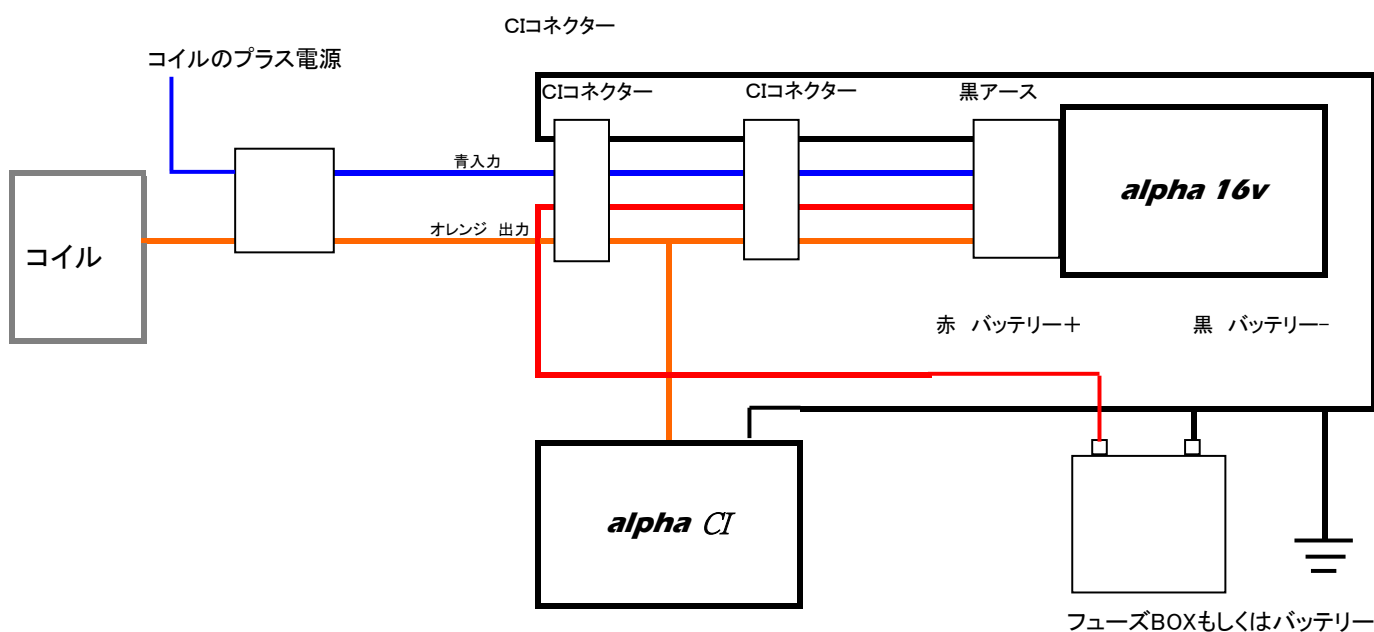 CIコネクター
コイルのプラス電源
CIコネクター
CIコネクター
黒アース
青入力
alpha 16v
オレンジ 出力
コイル
赤 バッテリー＋
黒 バッテリー−
alpha CI
フューズBOXもしくはバッテリー